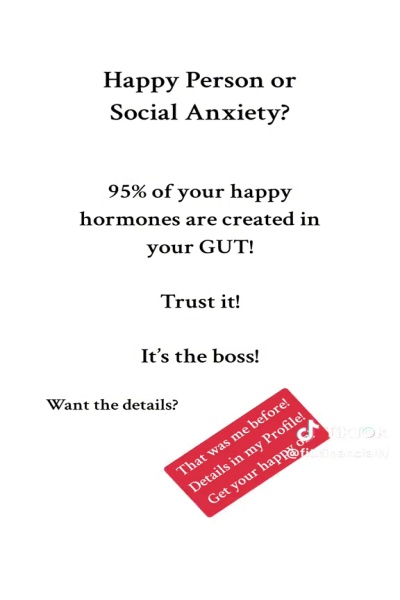 Happy Person or
Social Anxiety?
95% of your happy
hormones are created in
your GUT!
Trust it!
It's the boss!
Want the details?
That was me before!
Details in my Profile!
Get your happy
TikTok